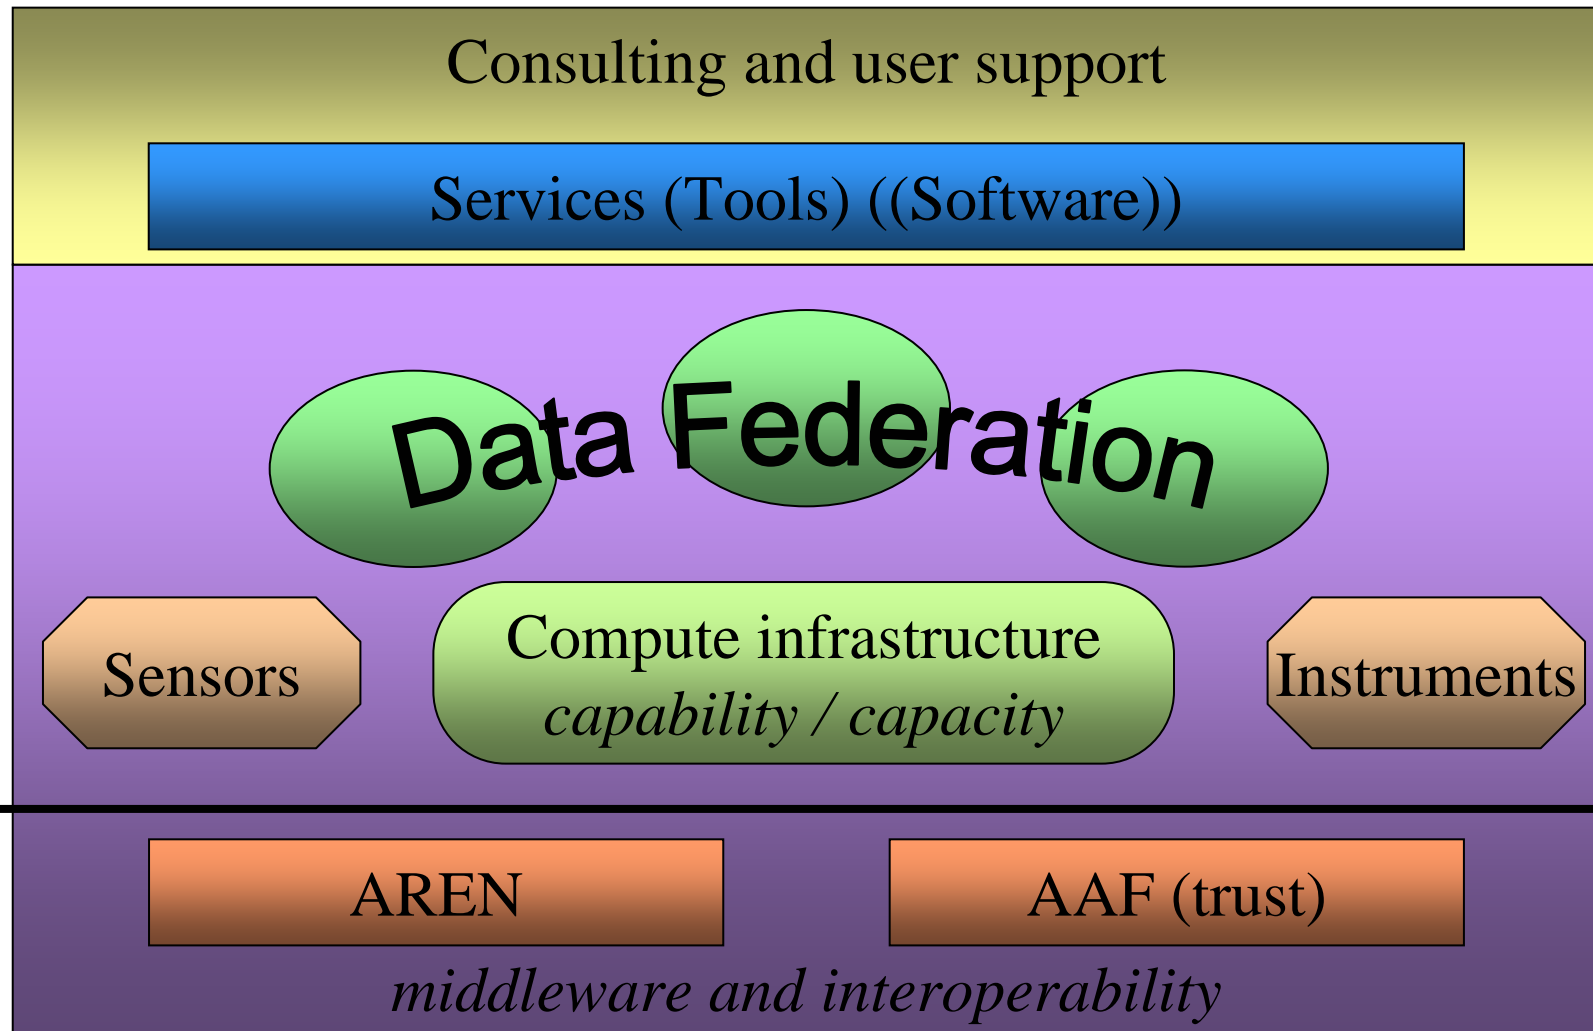 Consulting and user support
Services (Tools) ((Software))
Data Federation
Sensors
Compute infrastructure
capability / capacity
Instruments
AREN
AAF (trust)
middleware and interoperability